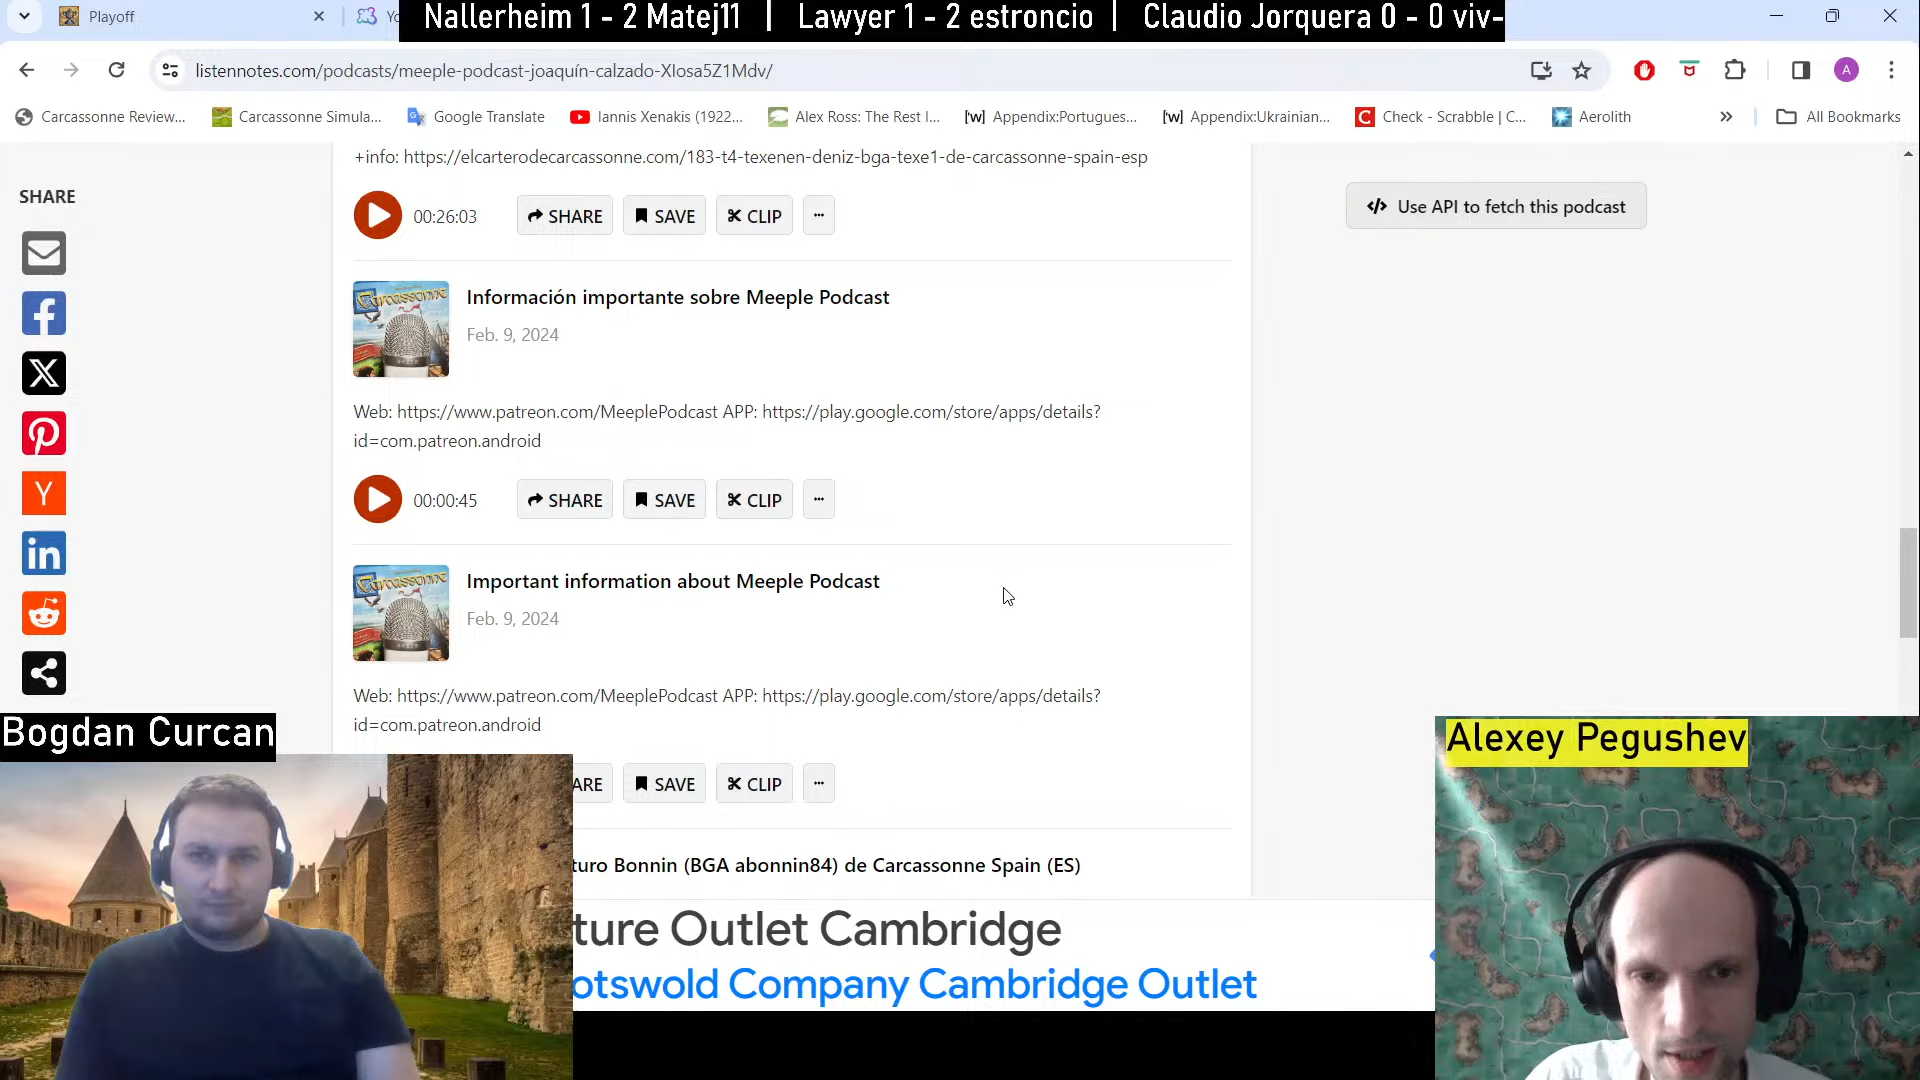 Playoff
Nallerheim 1 - 2 Matej11 | Lawyer 1 - 2 estroncio | Claudio Jorquera 0 - 0 viv-
listennotes.com/podcasts/meeple-podcast-joaquín-calzado-XIosa5Z1Mdv/
A
Carcassonne Review...
Carcassonne Simula...
Google Translate
Iannis Xenakis (1922...
Alex Ross: The Rest I...
[w] Appendix:Portugues...
[w] Appendix:Ukrainian...
C Check - Scrabble | C...
Aerolith
All Bookmarks
SHARE
+info: https://elcarterodecarcassonne.com/183-t4-texenen-deniz-bga-texe1-de-carcassonne-spain-esp
00:26:03 SHARE SAVE CLIP
Use API to fetch this podcast
Carcassonne
Información importante sobre Meeple Podcast
Feb. 9, 2024
Web: https://www.patreon.com/MeeplePodcast APP: https://play.google.com/store/apps/details?
id=com.patreon.android
00:00:45 SHARE SAVE CLIP
Carcassonne
Important information about Meeple Podcast
Feb. 9, 2024
Web: https://www.patreon.com/MeeplePodcast APP: https://play.google.com/store/apps/details?
id=com.patreon.android
ARE SAVE CLIP
Bogdan Curcan
Alexey Pegushev
turo Bonnin (BGA abonnin84) de Carcassonne Spain (ES)
ture Outlet Cambridge
otswold Company Cambridge Outlet